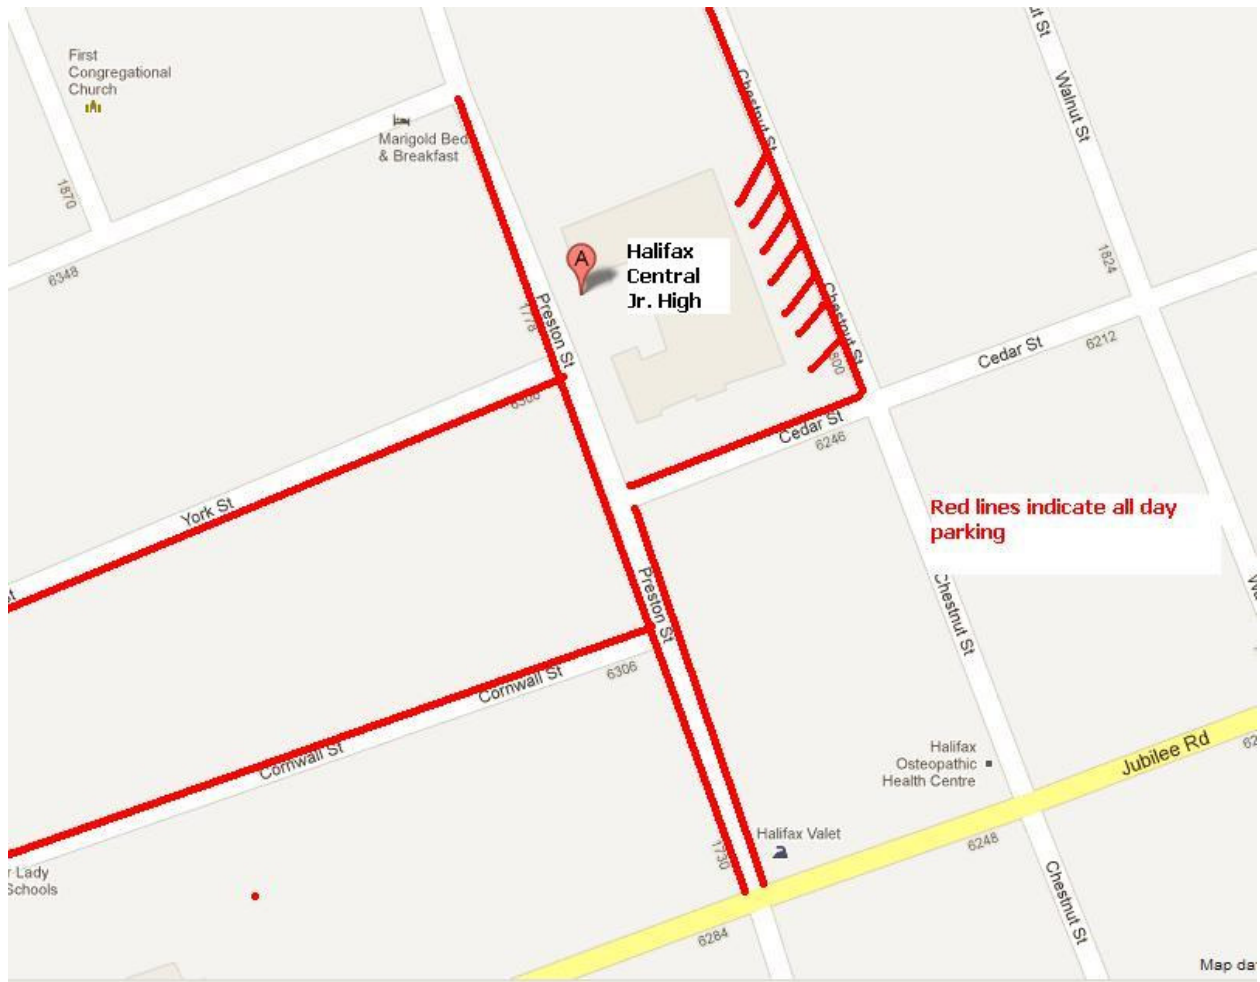 First
Congregational
Church
Marigold Bed
& Breakfast
1870
6348
Chestnut St
Walnut St
1824
A
Halifax
Central
Jr. High
Preston St
1778
Chestnut St
Cedar St
6212
Cedar St
6246
York St
Red lines indicate all day
parking
Preston St
Chestnut St
Cornwall St
6306
Cornwall St
Halifax
Osteopathic
Health Centre
Jubilee Rd
Halifax Valet
1730
6248
Chestnut St
6284
Lady
Schools
Map